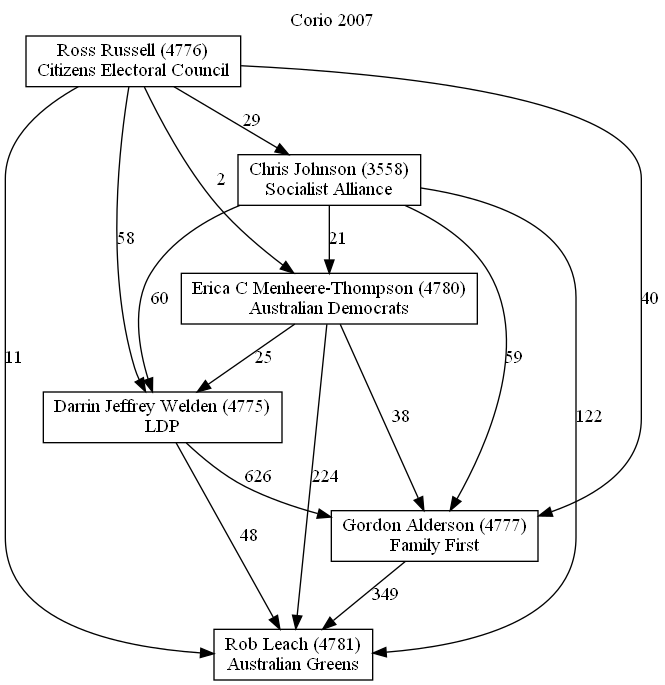 Corio 2007
Ross Russell (4776)
Citizens Electoral Council
29
Chris Johnson (3558)
Socialist Alliance
2
58
21
Erica C Menheere-Thompson (4780)
Australian Democrats
60
40
11
25
59
Darrin Jeffrey Welden (4775)
LDP
38
122
626
224
Gordon Alderson (4777)
Family First
48
349
Rob Leach (4781)
Australian Greens